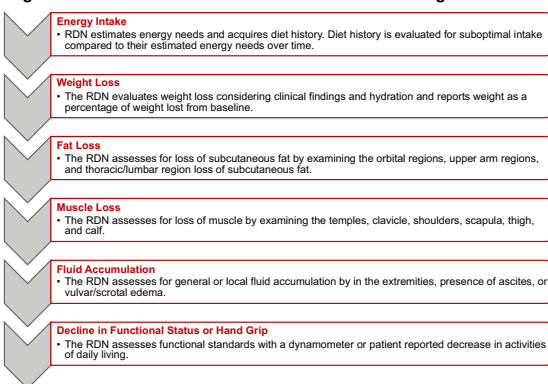 Energy Intake
• RDN estimates energy needs and acquires diet history. Diet history is evaluated for suboptimal intake
compared to their estimated energy needs over time.
Weight Loss
• The RDN evaluates weight loss considering clinical findings and hydration and reports weight as a
percentage of weight lost from baseline.
Fat Loss
• The RDN assesses for loss of subcutaneous fat by examining the orbital regions, upper arm regions,
and thoracic/lumbar region loss of subcutaneous fat.
Muscle Loss
• The RDN assesses for loss of muscle by examining the temples, clavicle, shoulders, scapula, thigh,
and calf.
Fluid Accumulation
• The RDN assesses for general or local fluid accumulation by in the extremities, presence of ascites, or
vulvar/scrotal edema.
Decline in Functional Status or Hand Grip
• The RDN assesses functional standards with a dynamometer or patient reported decrease in activities
of daily living.